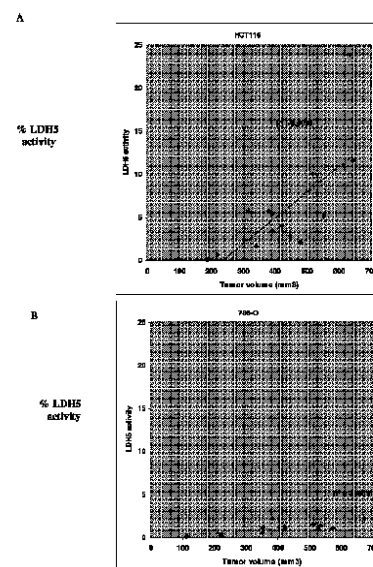 A
HCT116
% LDH5
activity
LDH5 activity
25
20
15
10
5
0
0 100 200 300 400 500 600 700
Tumor volume (mm3)
B
786-O
% LDH5
activity
LDH5 activity
25
20
15
10
5
0
0 100 200 300 400 500 600 700
Tumor volume (mm3)